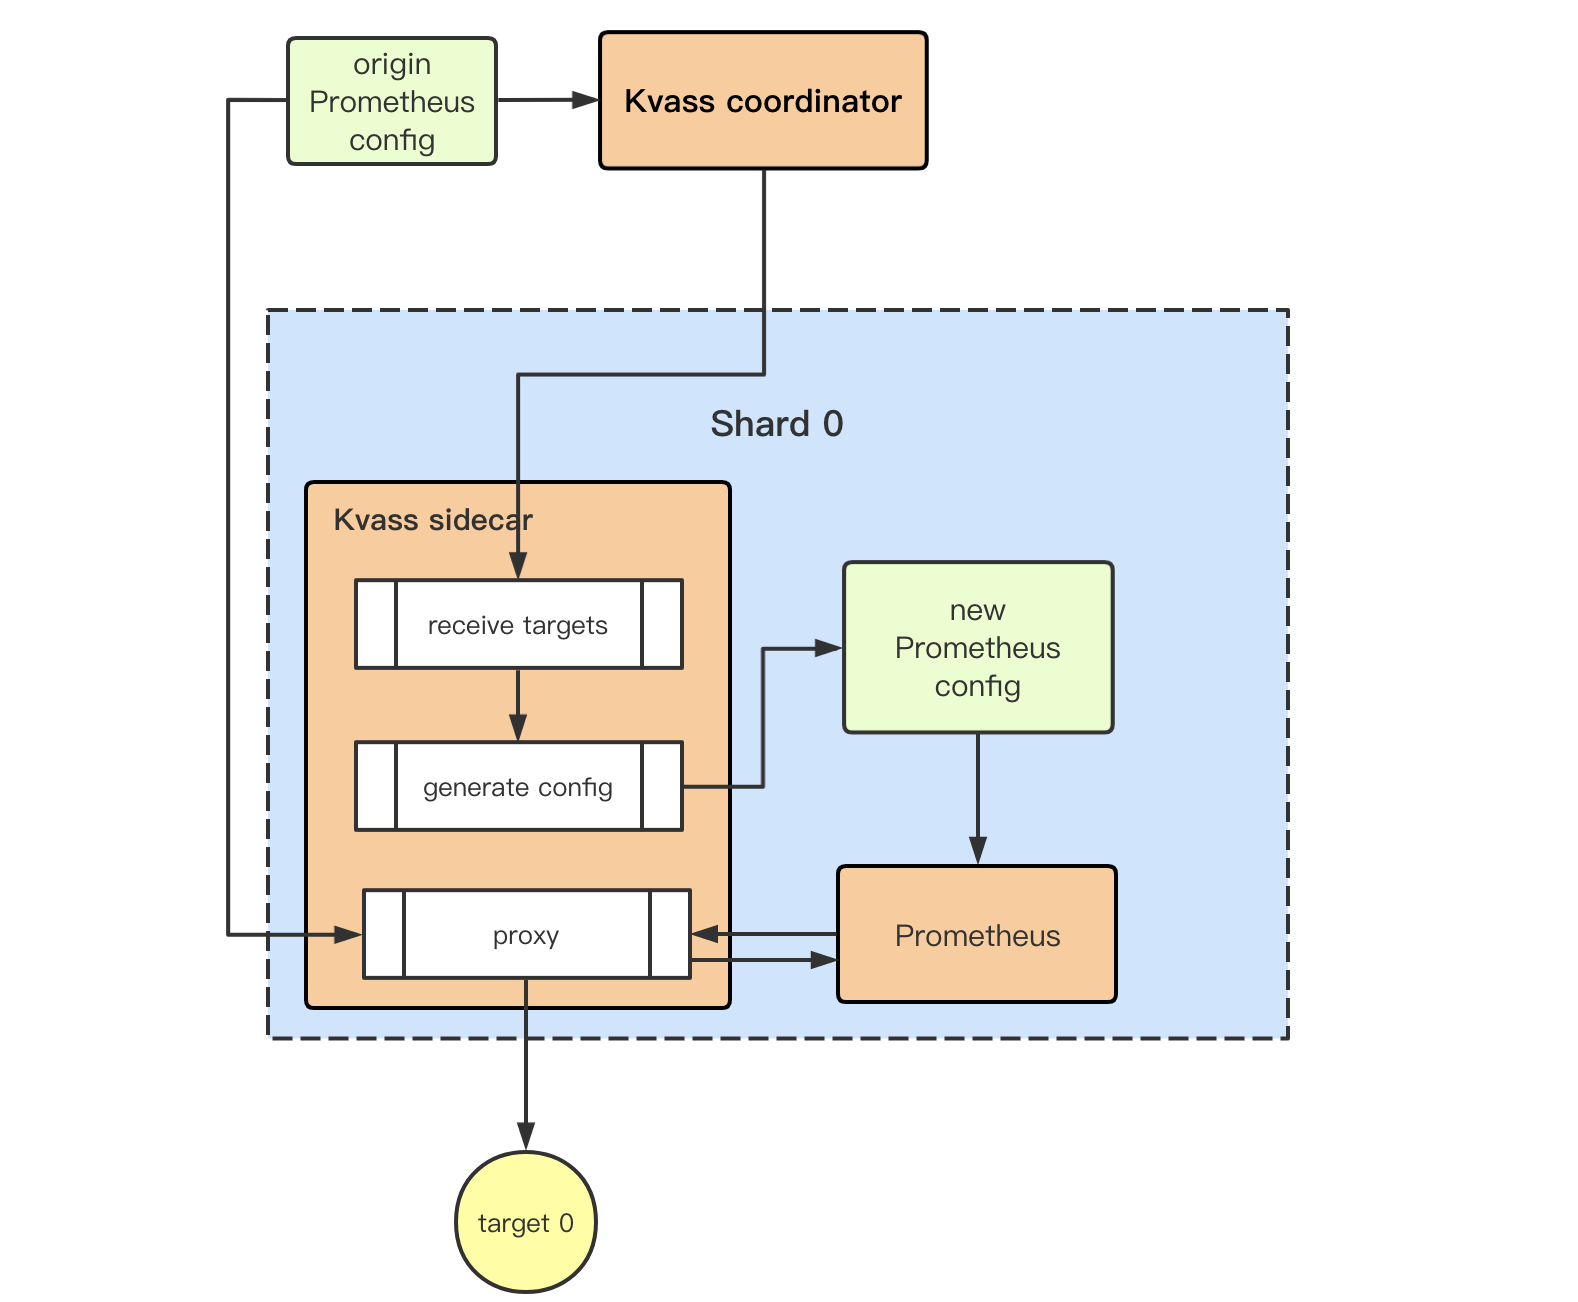 origin
Prometheus
config
Kvass coordinator
Shard 0
Kvass sidecar
receive targets
new
Prometheus
config
generate config
proxy
Prometheus
target 0